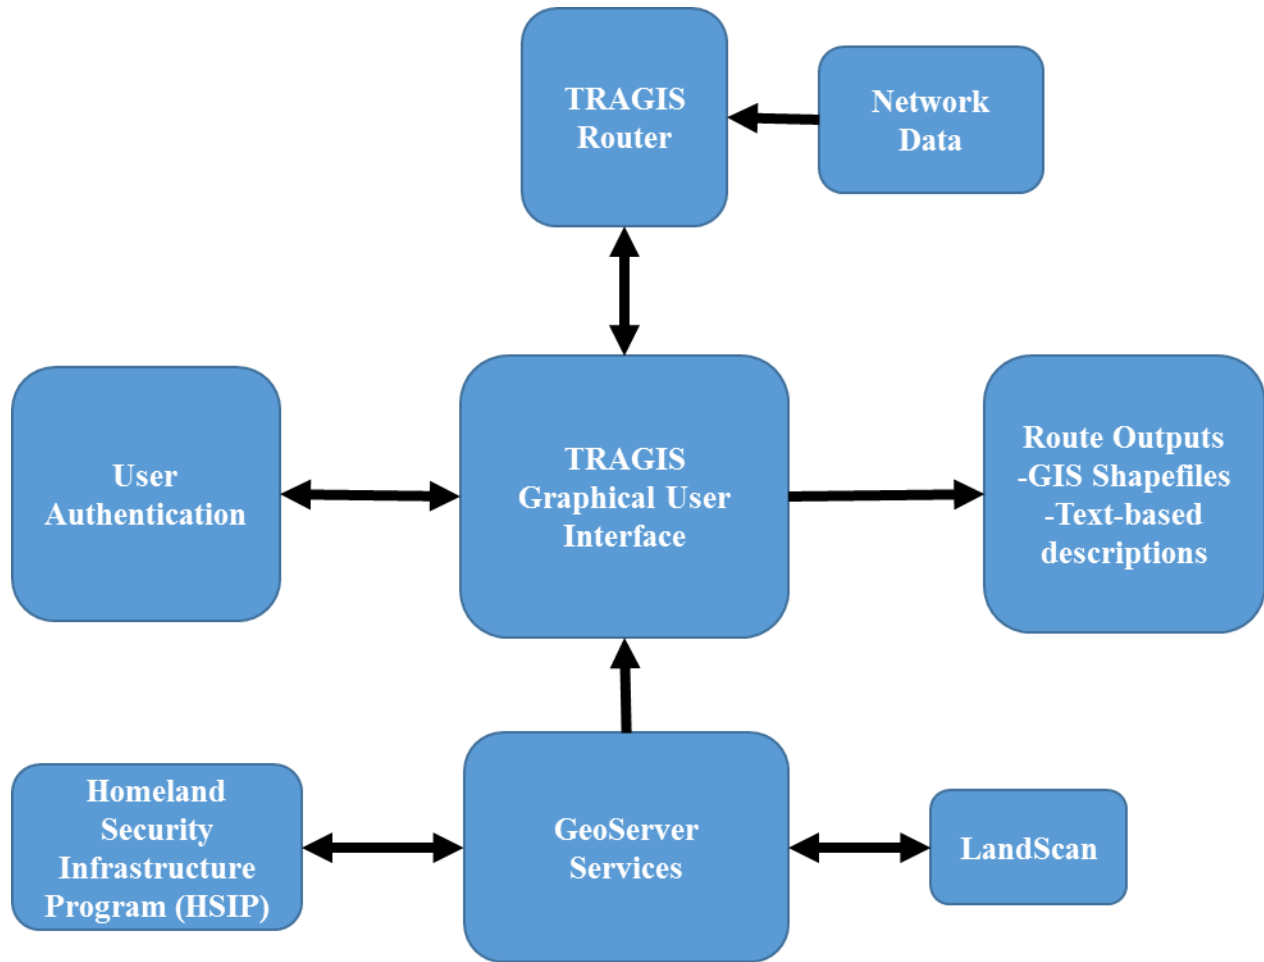 TRAGIS
Router
Network
Data
User
Authentication
TRAGIS
Graphical User
Interface
Route Outputs
-GIS Shapefiles
-Text-based
descriptions
Homeland
Security
Infrastructure
Program (HSIP)
GeoServer
Services
LandScan